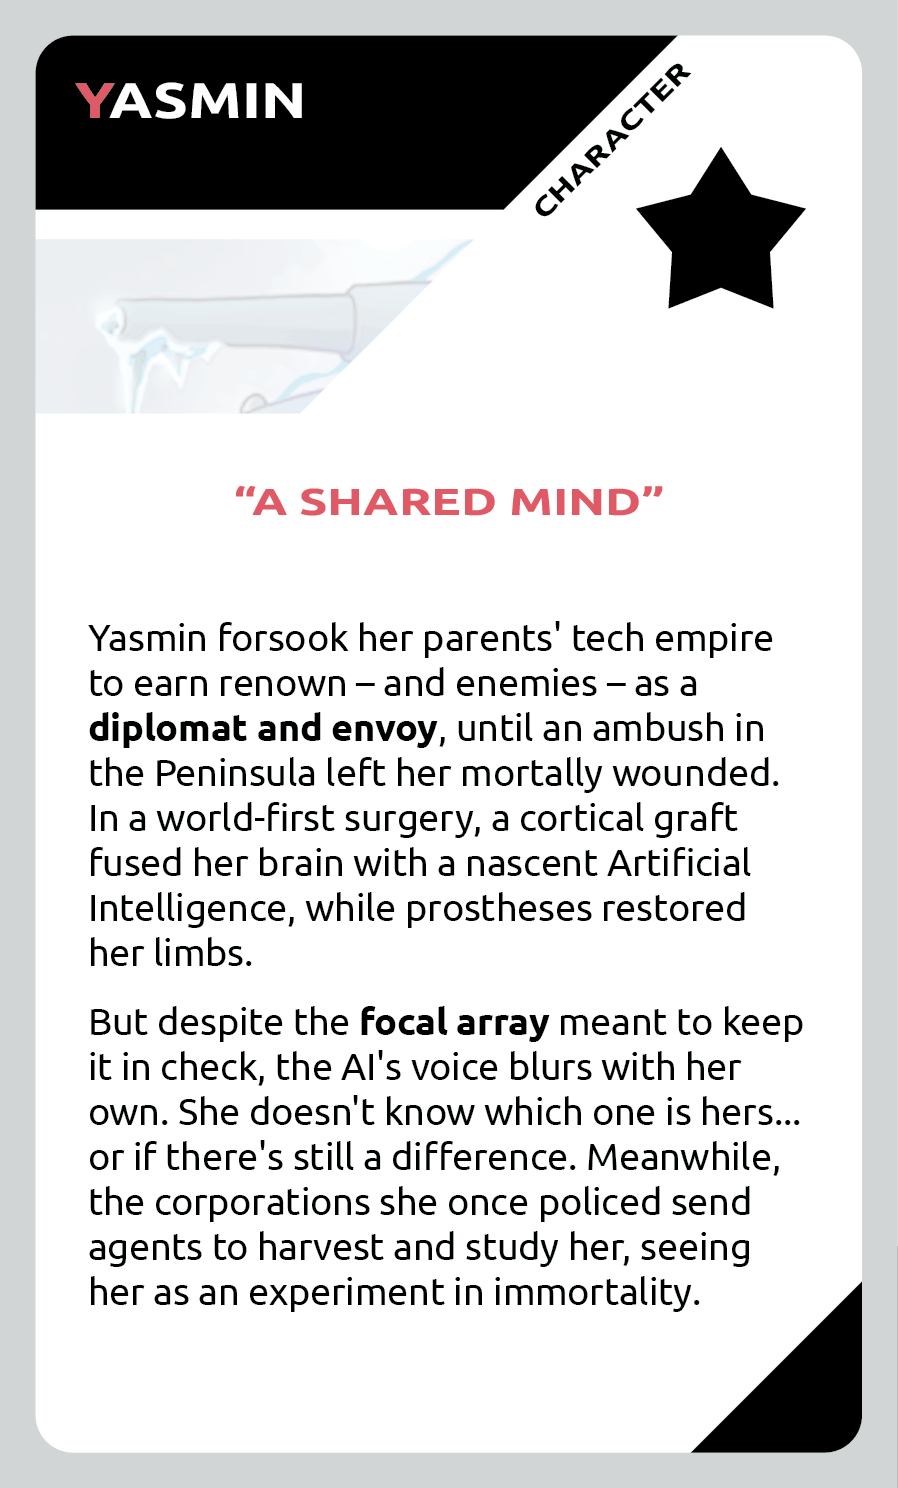 YASMIN
CHARACTER
“A SHARED MIND”
Yasmin forsook her parents' tech empire
to earn renown – and enemies – as a
diplomat and envoy, until an ambush in
the Peninsula left her mortally wounded.
In a world-first surgery, a cortical graft
fused her brain with a nascent Artificial
Intelligence, while prostheses restored
her limbs.
But despite the focal array meant to keep
it in check, the AI's voice blurs with her
own. She doesn't know which one is hers...
or if there's still a difference. Meanwhile,
the corporations she once policed send
agents to harvest and study her, seeing
her as an experiment in immortality.